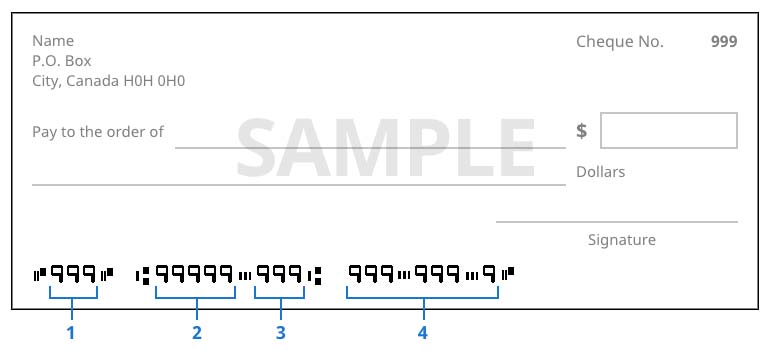 Name
Cheque No. 999
P.O. Box
City, Canada H0H 0H0
SAMPLE
Pay to the order of
$
Dollars
Signature
⑈999⑈ ⑆99999⑉999⑆ 999⑉999⑉9⑈
1 2 3 4